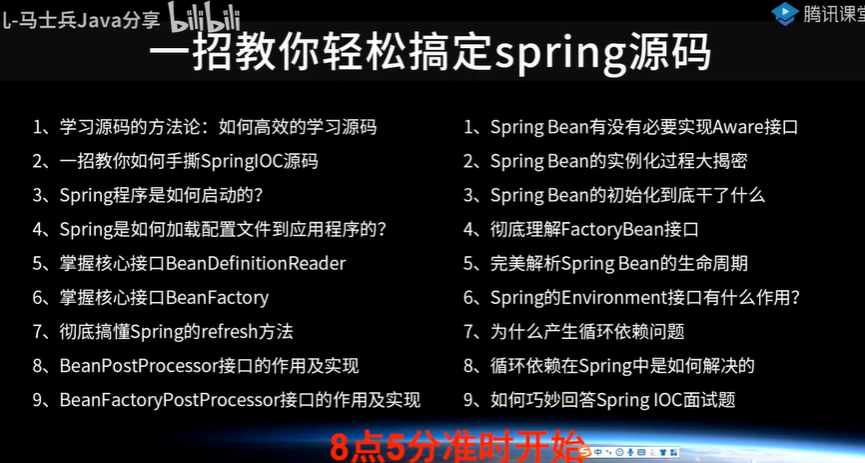 L-马士兵Java分享 bilibili
腾讯课堂
一招教你轻松搞定spring源码
1、学习源码的方法论：如何高效的学习源码
2、一招教你如何手撕SpringIOC源码
3、Spring程序是如何启动的？
4、Spring是如何加载配置文件到应用程序的？
5、掌握核心接口BeanDefinitionReader
6、掌握核心接口BeanFactory
7、彻底搞懂Spring的refresh方法
8、BeanPostProcessor接口的作用及实现
9、BeanFactoryPostProcessor接口的作用及实现
1、Spring Bean有没有必要实现Aware接口
2、Spring Bean的实例化过程大揭密
3、Spring Bean的初始化到底干了什么
4、彻底理解FactoryBean接口
5、完美解析Spring Bean的生命周期
6、Spring的Environment接口有什么作用？
7、为什么产生循环依赖问题
8、循环依赖在Spring中是如何解决的
9、如何巧妙回答Spring IOC面试题
8点5分准时开始
中